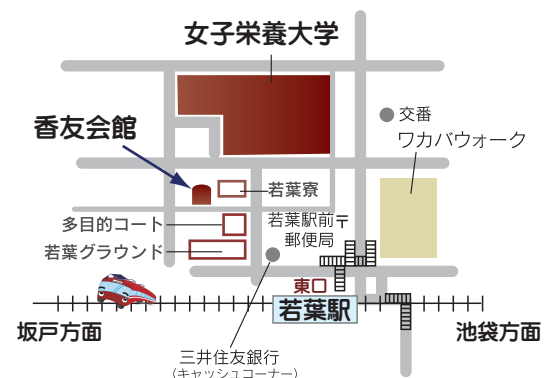 女子栄養大学
交番
ワカバウォーク
香友会館
若葉寮
多目的コート
若葉駅前〒
郵便局
若葉グラウンド
東口
若葉駅
坂戸方面
池袋方面
三井住友銀行
（キャッシュコーナー）